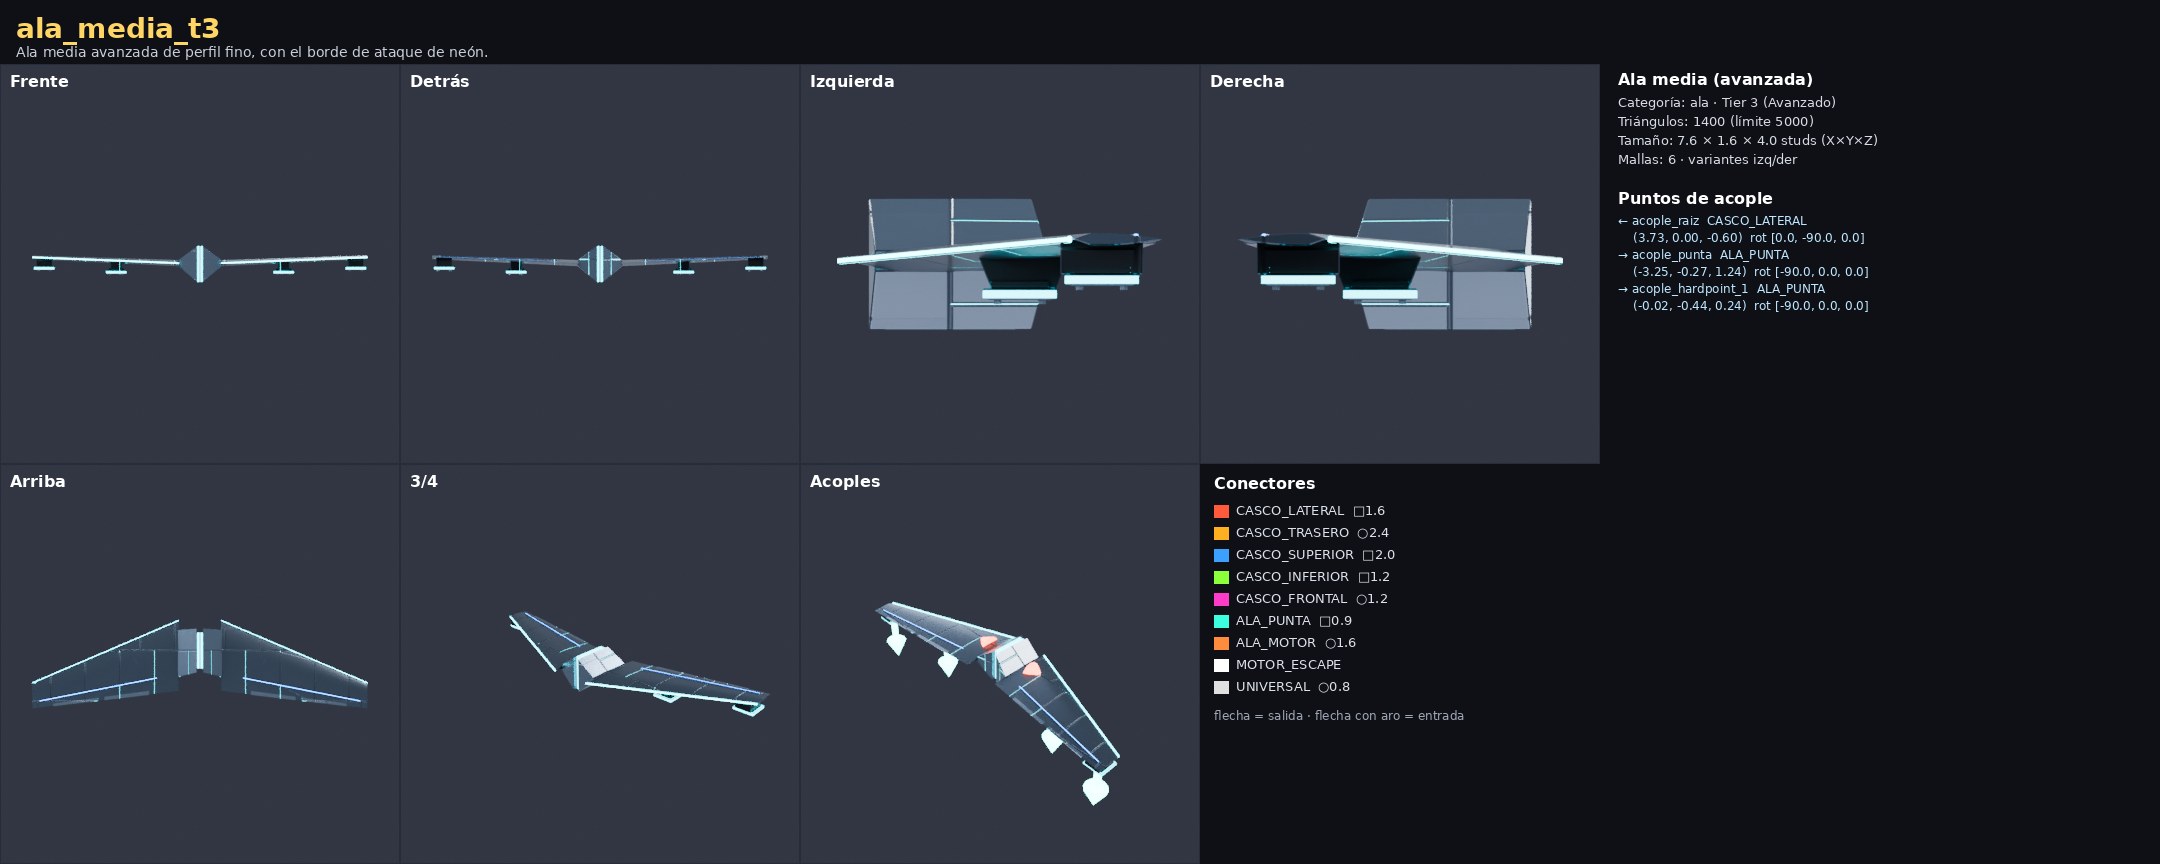 ala_media_t3
Ala media avanzada de perfil fino, con el borde de ataque de neón.
Frente
Detrás
Izquierda
Derecha
Ala media (avanzada)
Categoría: ala · Tier 3 (Avanzado)
Triángulos: 1400 (límite 5000)
Tamaño: 7.6 × 1.6 × 4.0 studs (X×Y×Z)
Mallas: 6 · variantes izq/der
Puntos de acople
← acople_raiz CASCO_LATERAL
(3.73, 0.00, -0.60) rot [0.0, -90.0, 0.0]
→ acople_punta ALA_PUNTA
(-3.25, -0.27, 1.24) rot [-90.0, 0.0, 0.0]
→ acople_hardpoint_1 ALA_PUNTA
(-0.02, -0.44, 0.24) rot [-90.0, 0.0, 0.0]
Arriba
3/4
Acoples
Conectores
CASCO_LATERAL □1.6
CASCO_TRASERO ○2.4
CASCO_SUPERIOR □2.0
CASCO_INFERIOR □1.2
CASCO_FRONTAL ○1.2
ALA_PUNTA □0.9
ALA_MOTOR ○1.6
MOTOR_ESCAPE
UNIVERSAL ○0.8
flecha = salida · flecha con aro = entrada